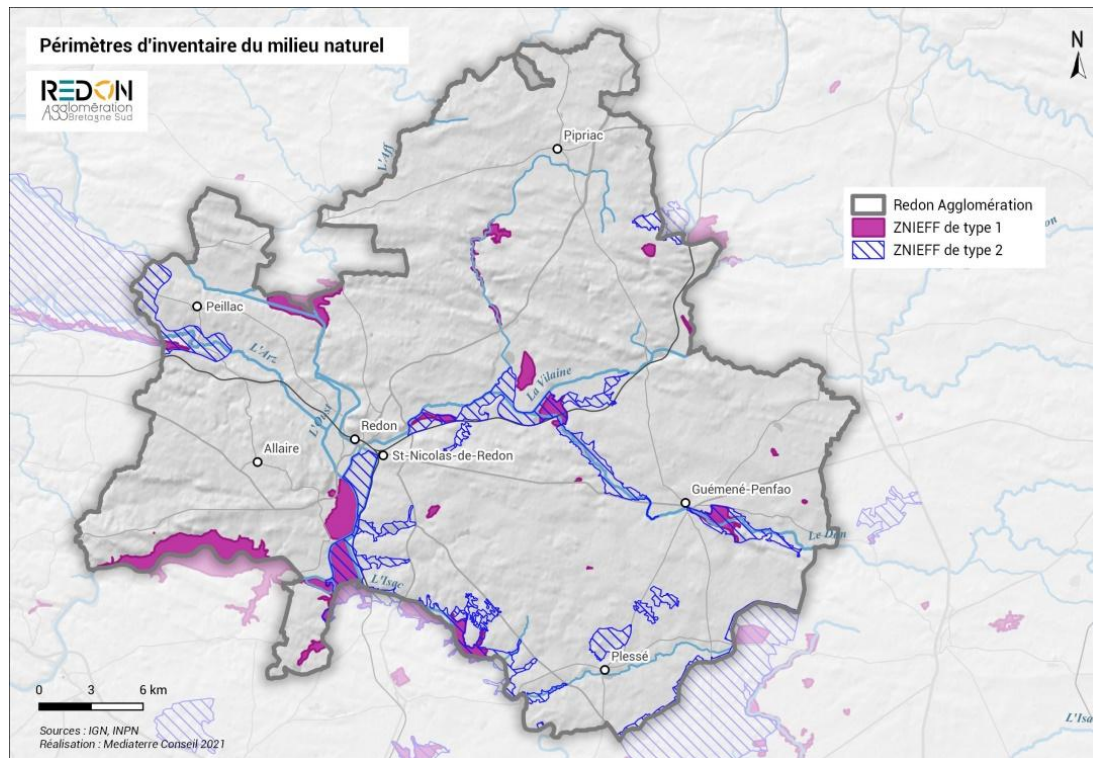 Périmètres d'inventaire du milieu naturel
REDON
Agglomération
Bretagne Sud
N
Pipriac
L'Aff
Redon Agglomération
ZNIEFF de type 1
ZNIEFF de type 2
Peillac
L'Arz
La Vilaine
L'Oust
Redon
St-Nicolas-de-Redon
Allaire
Guémené-Penfao
Le Don
L'Isac
Plessé
0 3 6 km
Sources : IGN, INPN
Réalisation : Mediaterre Conseil 2021